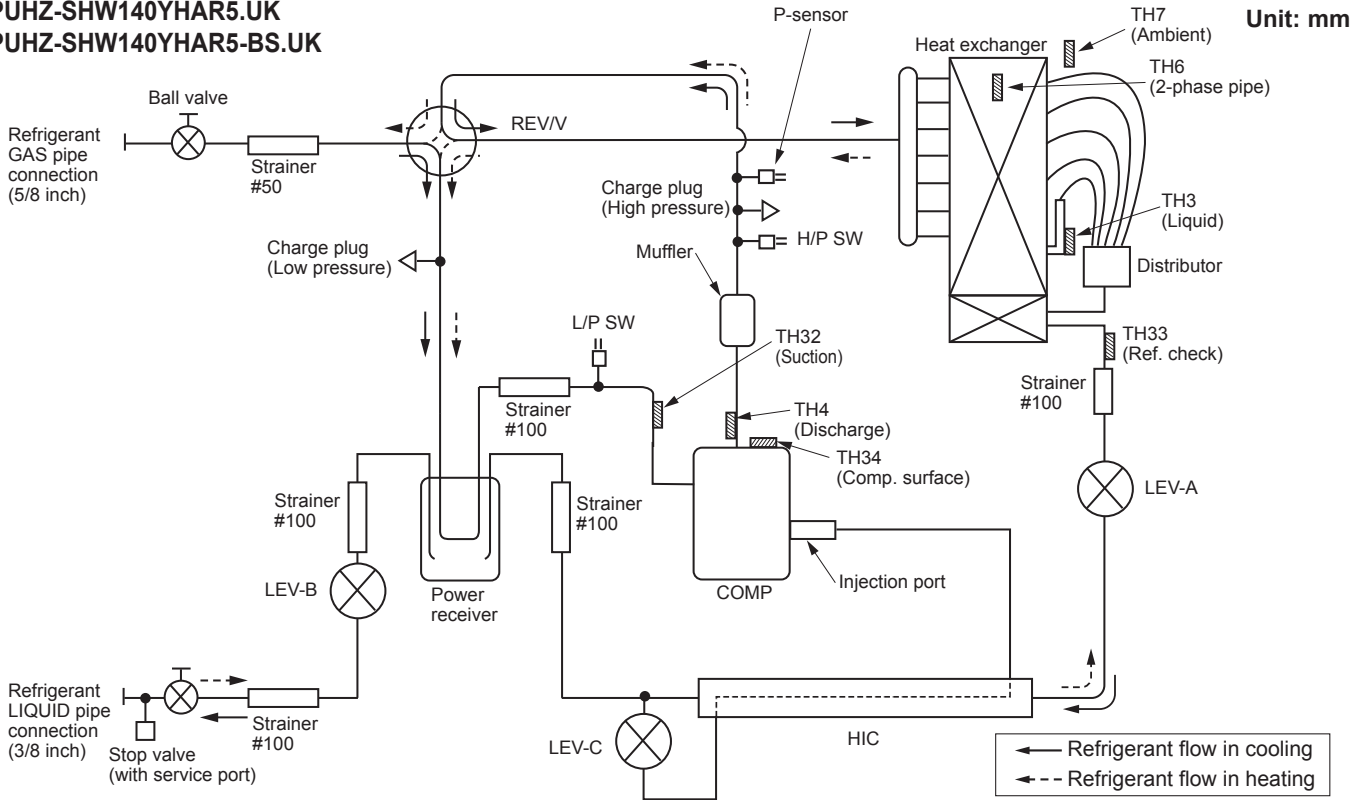 PUHZ-SHW140YHAR5.UK
PUHZ-SHW140YHAR5-BS.UK
Unit: mm
P-sensor
TH7
(Ambient)
Heat exchanger
TH6
(2-phase pipe)
Ball valve
Refrigerant
GAS pipe
connection
(5/8 inch)
Strainer
#50
REV/V
Charge plug
(High pressure)
TH3
(Liquid)
H/P SW
Charge plug
(Low pressure)
Muffler
Distributor
L/P SW
TH32
(Suction)
TH33
(Ref. check)
Strainer
#100
Strainer
#100
TH4
(Discharge)
TH34
(Comp. surface)
LEV-A
Strainer
#100
Strainer
#100
Injection port
LEV-B
Power
receiver
COMP
Refrigerant
LIQUID pipe
connection
(3/8 inch)
Strainer
#100
Stop valve
(with service port)
LEV-C
HIC
Refrigerant flow in cooling
Refrigerant flow in heating